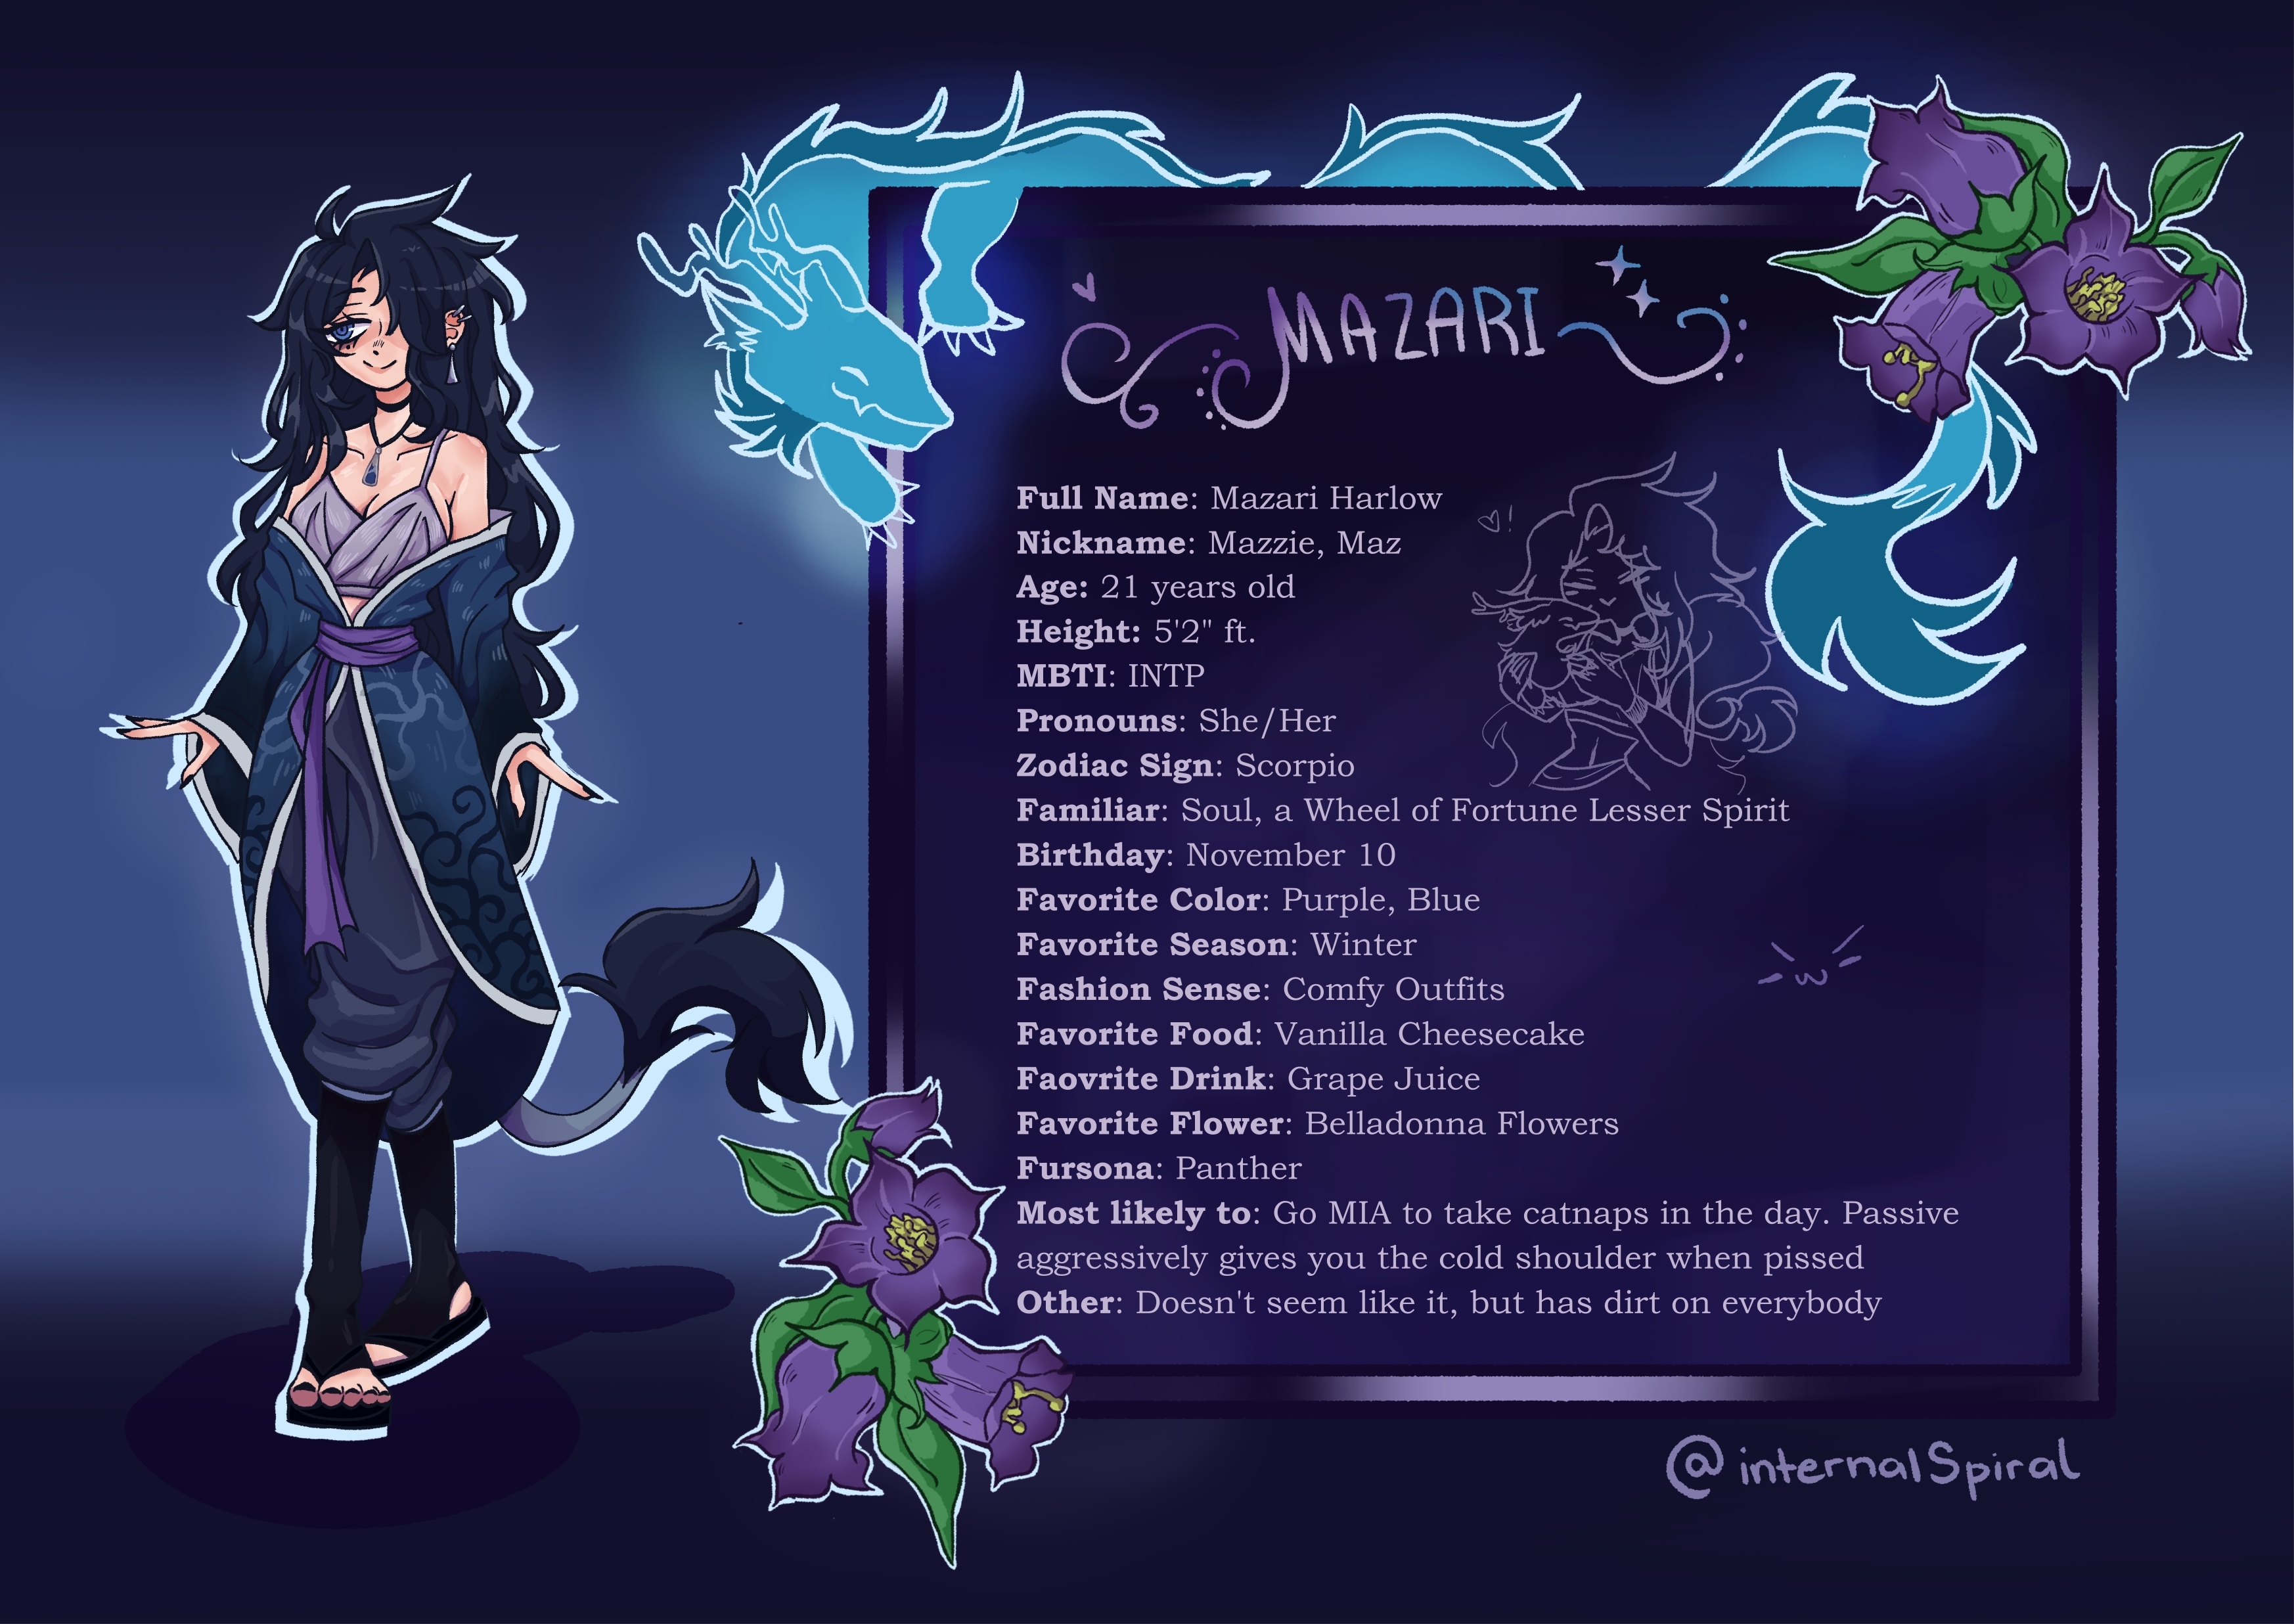 MAZARI
Full Name: Mazari Harlow
Nickname: Mazzie, Maz
Age: 21 years old
Height: 5'2" ft.
MBTI: INTP
Pronouns: She/Her
Zodiac Sign: Scorpio
Familiar: Soul, a Wheel of Fortune Lesser Spirit
Birthday: November 10
Favorite Color: Purple, Blue
Favorite Season: Winter
Fashion Sense: Comfy Outfits
Favorite Food: Vanilla Cheesecake
Faovrite Drink: Grape Juice
Favorite Flower: Belladonna Flowers
Fursona: Panther
Most likely to: Go MIA to take catnaps in the day. Passive
aggressively gives you the cold shoulder when pissed
Other: Doesn't seem like it, but has dirt on everybody
@internalSpiral